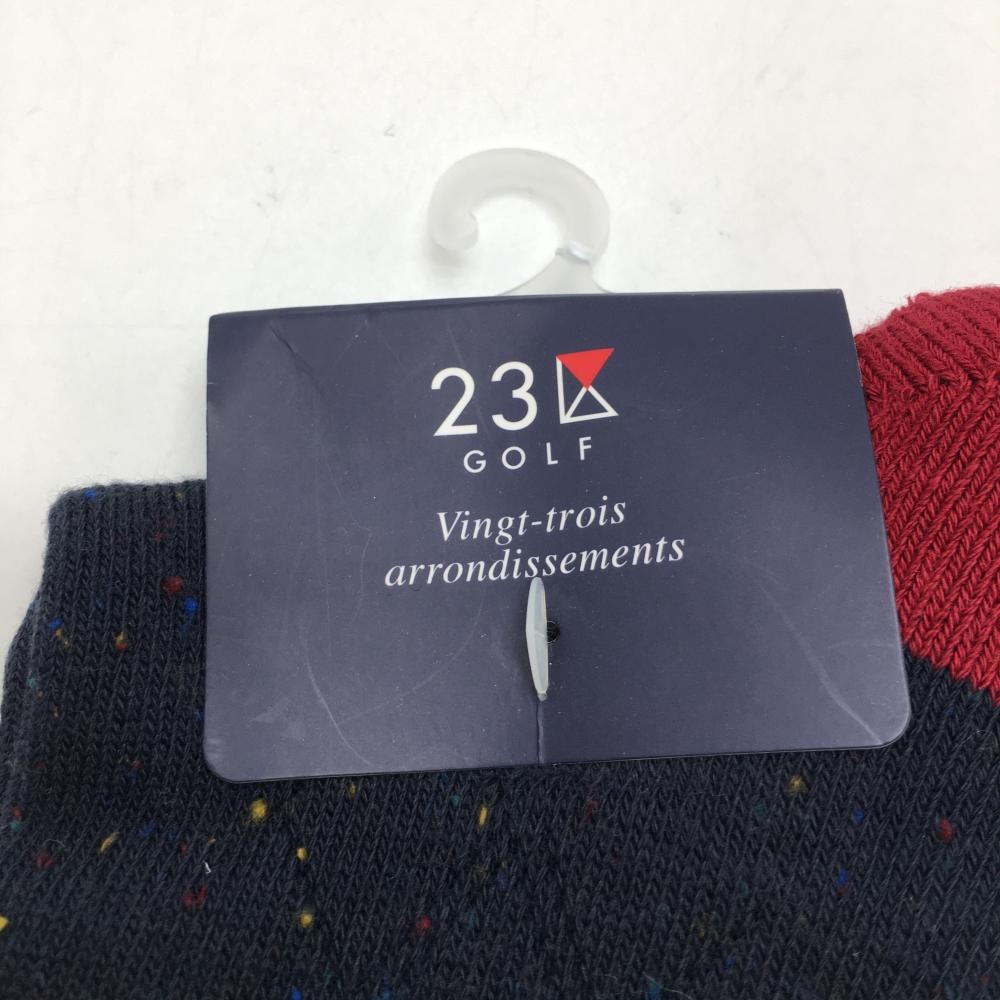 23
GOLF
Vingt-trois
arrondissements